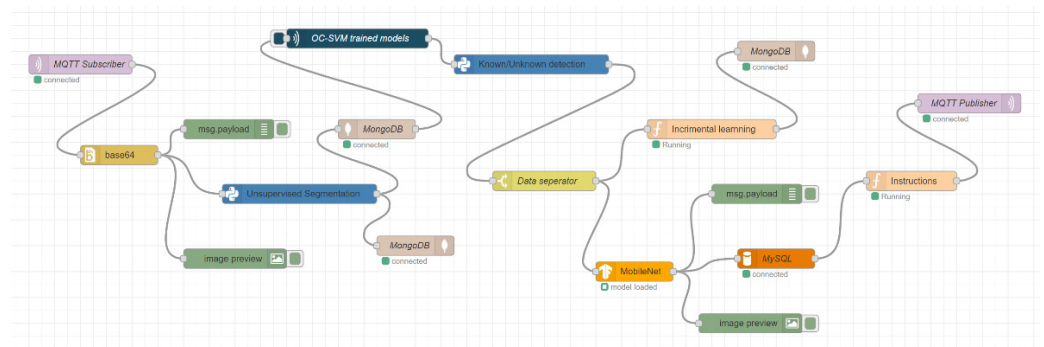 MQTT Subscriber
connected
base64
msg.payload
Unsupervised Segmentation
image preview
MongoDB
connected
MongoDB
connected
OC-SVM trained models
Known/Unknown detection
Data seperator
Incrimental learnning
Running
MongoDB
connected
MobileNet
model loaded
msg.payload
MySQL
connected
image preview
Instructions
Running
MQTT Publisher
connected